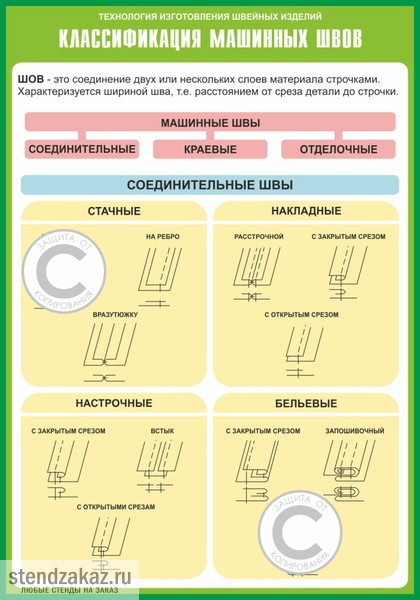 ТЕХНОЛОГИЯ ИЗГОТОВЛЕНИЯ ШВЕЙНЫХ ИЗДЕЛИЙ
КЛАССИФИКАЦИЯ МАШИННЫХ ШВОВ
ШОВ - это соединение двух или нескольких слоев материала строчками.
Характеризуется шириной шва, т.е. расстоянием от среза детали до строчки.
МАШИННЫЕ ШВЫ
СОЕДИНИТЕЛЬНЫЕ КРАЕВЫЕ ОТДЕЛОЧНЫЕ
СОЕДИНИТЕЛЬНЫЕ ШВЫ
СТАЧНЫЕ
НА РЕБРО
ВРАЗУТЮЖКУ
НАКЛАДНЫЕ
РАССТРОЧНОЙ С ЗАКРЫТЫМ СРЕЗОМ
С ОТКРЫТЫМ СРЕЗОМ
НАСТРОЧНЫЕ
С ЗАКРЫТЫМ СРЕЗОМ ВСТЫК
С ОТКРЫТЫМИ СРЕЗАМ
БЕЛЬЕВЫЕ
С ЗАКРЫТЫМ СРЕЗОМ ЗАПОШИВОЧНЫЙ
ЗАЩИТА ОТ
C
КОПИРОВАНИЯ
ЗАЩИТА ОТ
C
КОПИРОВАНИЯ
stendzakaz.ru
ЛЮБЫЕ СТЕНДЫ НА ЗАКАЗ